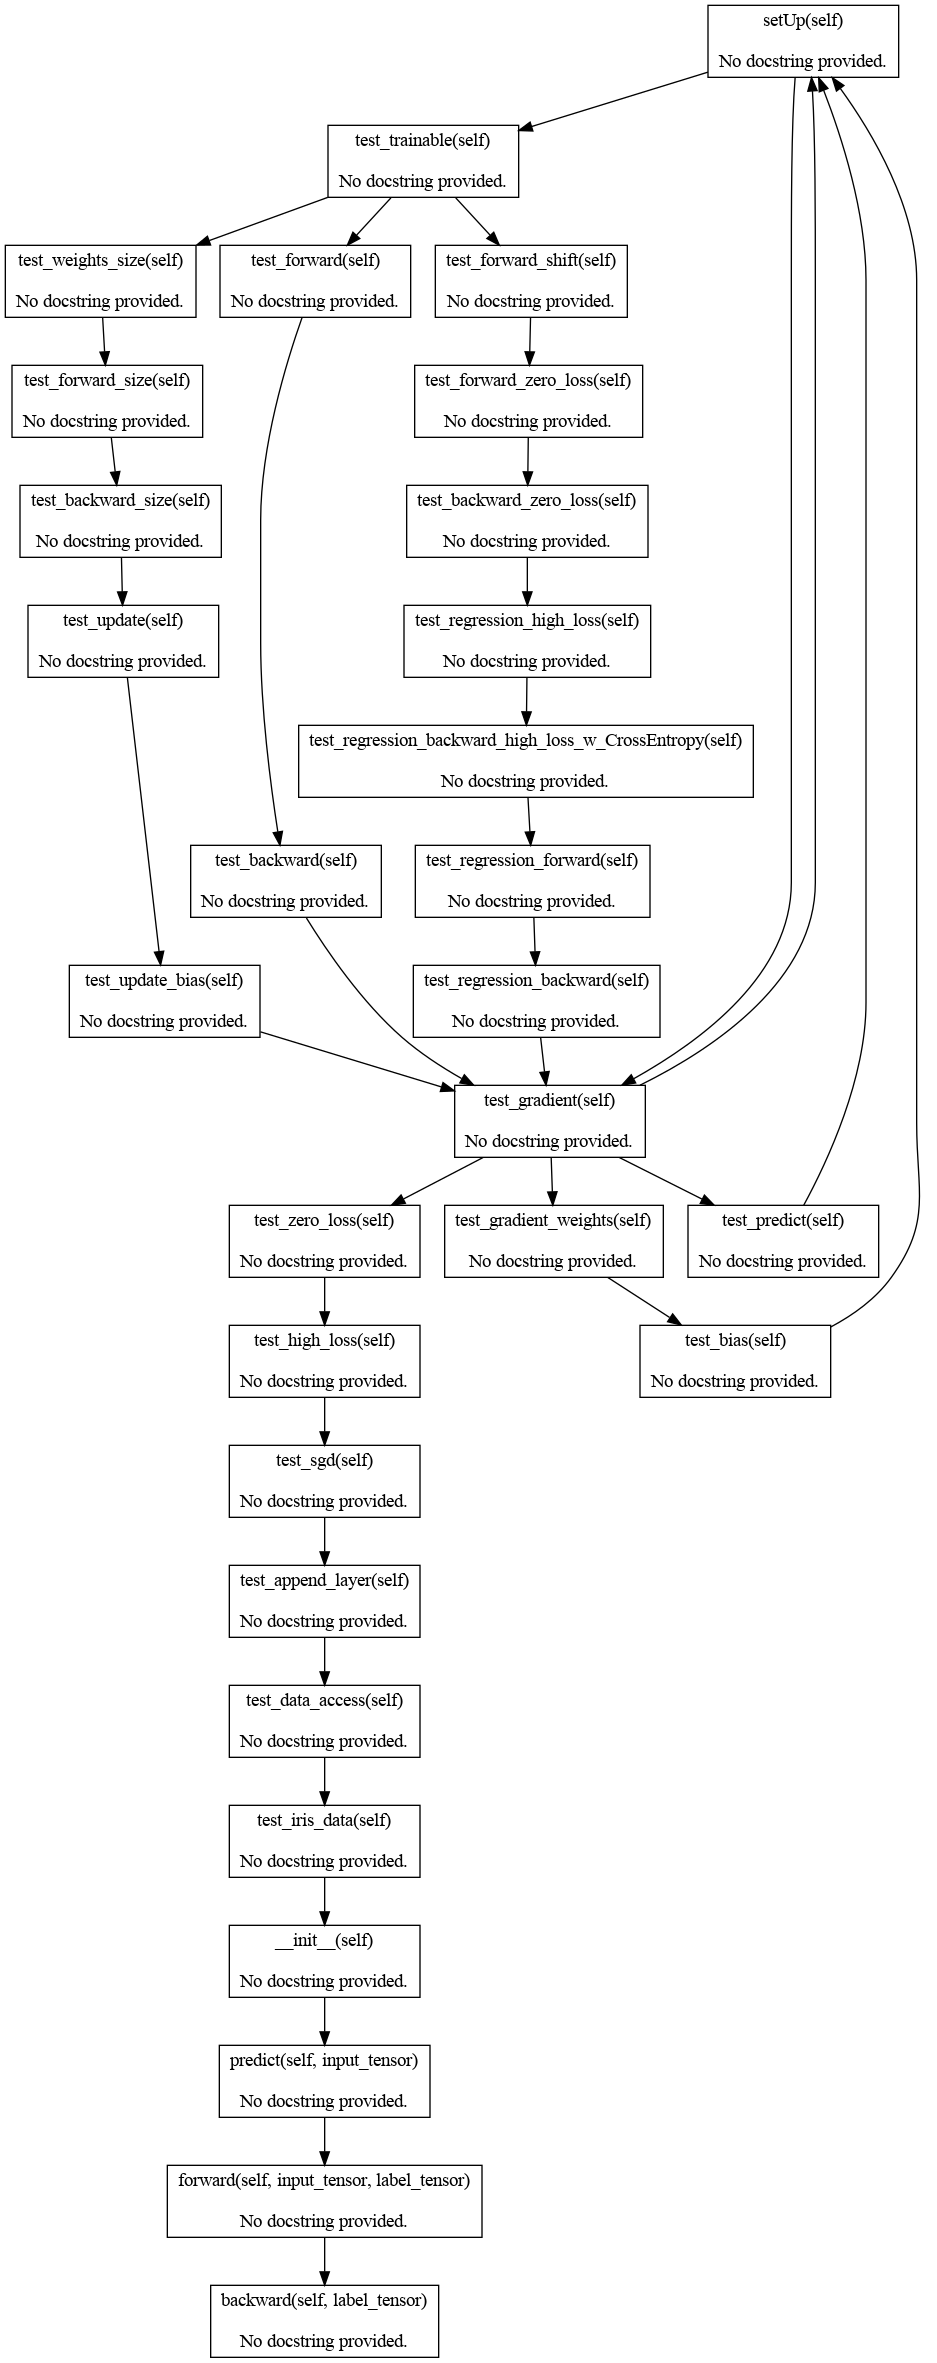 setUp(self)
No docstring provided.
test_trainable(self)
No docstring provided.
test_weights_size(self)
No docstring provided.
test_forward(self)
No docstring provided.
test_forward_shift(self)
No docstring provided.
test_forward_size(self)
No docstring provided.
test_forward_zero_loss(self)
No docstring provided.
test_backward_size(self)
No docstring provided.
test_backward_zero_loss(self)
No docstring provided.
test_update(self)
No docstring provided.
test_regression_high_loss(self)
No docstring provided.
test_regression_backward_high_loss_w_CrossEntropy(self)
No docstring provided.
test_backward(self)
No docstring provided.
test_regression_forward(self)
No docstring provided.
test_update_bias(self)
No docstring provided.
test_regression_backward(self)
No docstring provided.
test_gradient(self)
No docstring provided.
test_zero_loss(self)
No docstring provided.
test_gradient_weights(self)
No docstring provided.
test_predict(self)
No docstring provided.
test_high_loss(self)
No docstring provided.
test_bias(self)
No docstring provided.
test_sgd(self)
No docstring provided.
test_append_layer(self)
No docstring provided.
test_data_access(self)
No docstring provided.
test_iris_data(self)
No docstring provided.
__init__(self)
No docstring provided.
predict(self, input_tensor)
No docstring provided.
forward(self, input_tensor, label_tensor)
No docstring provided.
backward(self, label_tensor)
No docstring provided.